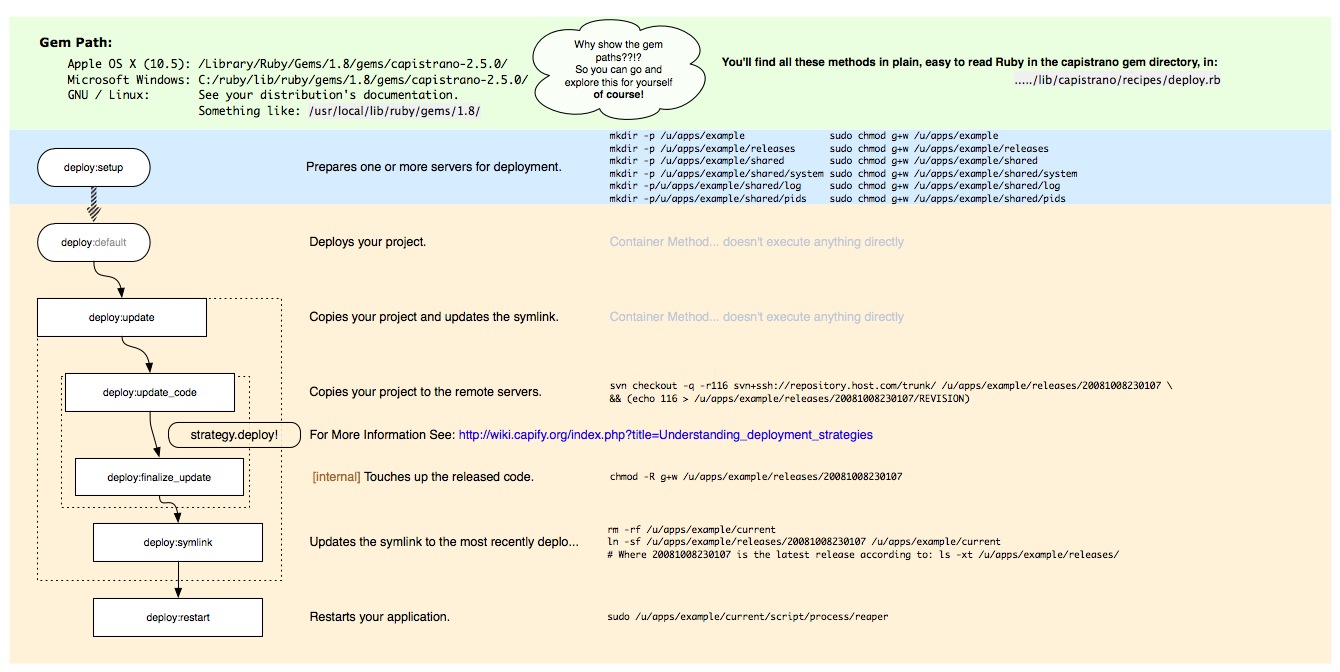 Gem Path:
Apple OS X (10.5): /Library/Ruby/Gems/1.8/gems/capistrano-2.5.0/
Microsoft Windows: C:/ruby/lib/ruby/gems/1.8/gems/capistrano-2.5.0/
GNU / Linux: See your distribution's documentation.
Something like: /usr/local/lib/ruby/gems/1.8/
Why show the gem
paths??!?
So you can go and
explore this for yourself
of course!
You'll find all these methods in plain, easy to read Ruby in the capistrano gem directory, in:
...../lib/capistrano/recipes/deploy.rb
deploy:setup
Prepares one or more servers for deployment.
mkdir -p /u/apps/example sudo chmod g+w /u/apps/example
mkdir -p /u/apps/example/releases sudo chmod g+w /u/apps/example/releases
mkdir -p /u/apps/example/shared sudo chmod g+w /u/apps/example/shared
mkdir -p /u/apps/example/shared/system sudo chmod g+w /u/apps/example/shared/system
mkdir -p/u/apps/example/shared/log sudo chmod g+w /u/apps/example/shared/log
mkdir -p/u/apps/example/shared/pids sudo chmod g+w /u/apps/example/shared/pids
deploy:default
Deploys your project.
Container Method... doesn't execute anything directly
deploy:update
Copies your project and updates the symlink.
Container Method... doesn't execute anything directly
deploy:update_code
Copies your project to the remote servers.
svn checkout -q -r116 svn+ssh://repository.host.com/trunk/ /u/apps/example/releases/20081008230107 \
&& (echo 116 > /u/apps/example/releases/20081008230107/REVISION)
strategy.deploy!
For More Information See: http://wiki.capify.org/index.php?title=Understanding_deployment_strategies
deploy:finalize_update
[internal] Touches up the released code.
chmod -R g+w /u/apps/example/releases/20081008230107
deploy:symlink
Updates the symlink to the most recently deplo...
rm -rf /u/apps/example/current
ln -sf /u/apps/example/releases/20081008230107 /u/apps/example/current
# Where 20081008230107 is the latest release according to: ls -xt /u/apps/example/releases/
deploy:restart
Restarts your application.
sudo /u/apps/example/current/script/process/reaper